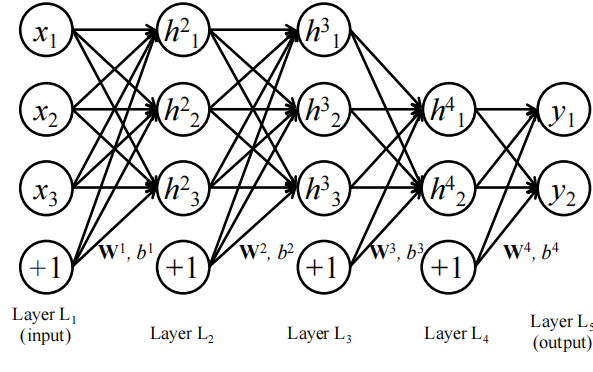 x₁ h²₁ h³₁
x₂ h²₂ h³₂ h⁴₁ y₁
x₃ h²₃ h³₃ h⁴₂ y₂
+1 W¹, b¹ +1 W², b² +1 W³, b³ +1 W⁴, b⁴
Layer L₁
(input)
Layer L₂
Layer L₃
Layer L₄
Layer L₅
(output)